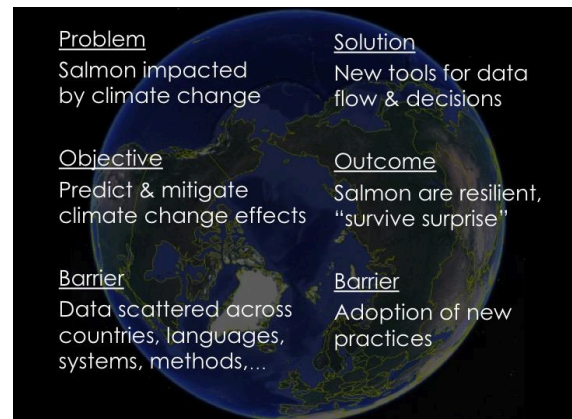 Problem
Salmon impacted
by climate change
Objective
Predict & mitigate
climate change effects
Barrier
Data scattered across
countries, languages,
systems, methods,...
Solution
New tools for data
flow & decisions
Outcome
Salmon are resilient,
“survive surprise”
Barrier
Adoption of new
practices